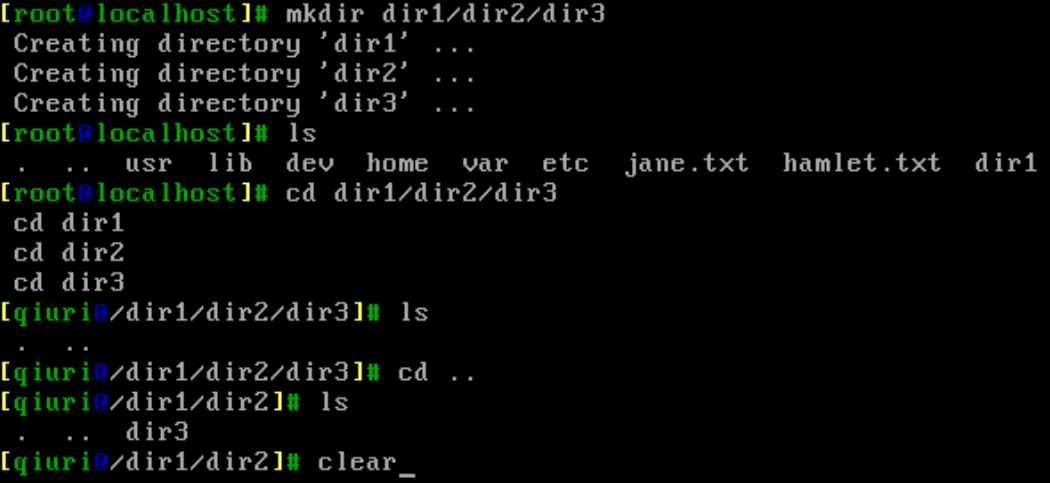 [root@localhost]# mkdir dir1/dir2/dir3
Creating directory 'dir1' ...
Creating directory 'dir2' ...
Creating directory 'dir3' ...
[root@localhost]# ls
. .. usr lib dev home var etc jane.txt hamlet.txt dir1
[root@localhost]# cd dir1/dir2/dir3
cd dir1
cd dir2
cd dir3
[qiuri@/dir1/dir2/dir3]# ls
. ..
[qiuri@/dir1/dir2/dir3]# cd ..
[qiuri@/dir1/dir2]# ls
. .. dir3
[qiuri@/dir1/dir2]# clear_